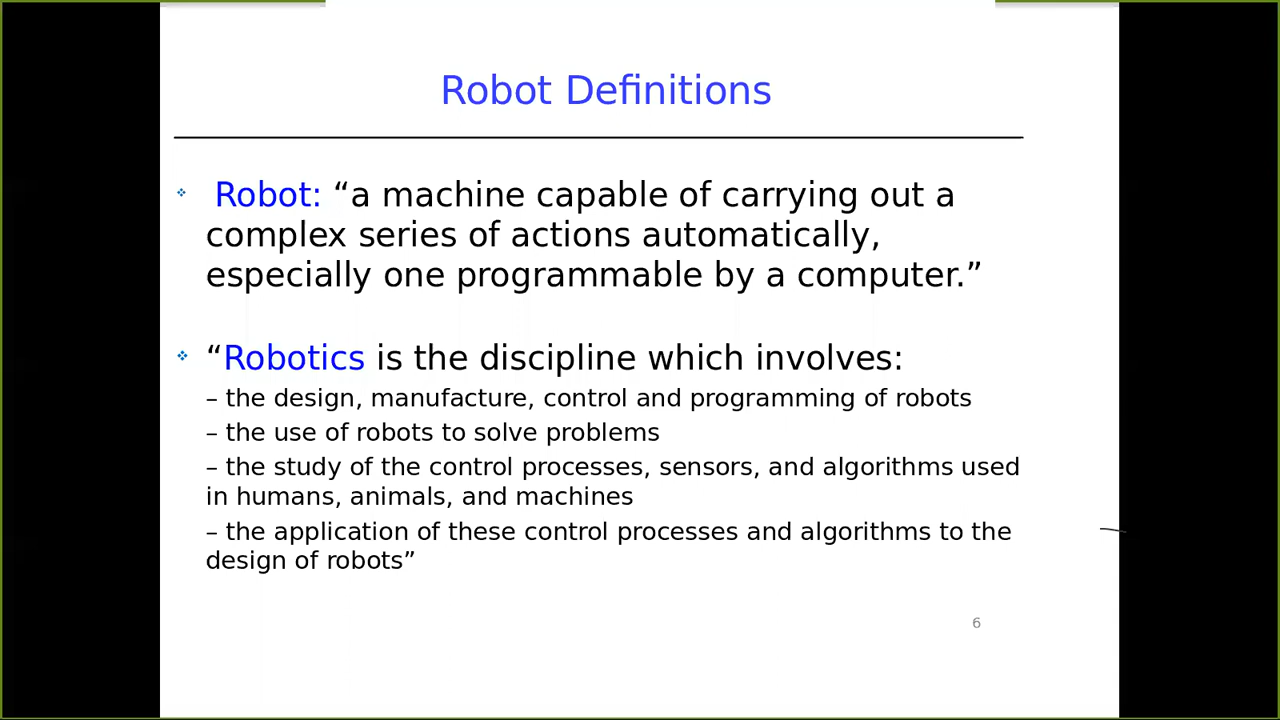 Robot Definitions
Robot: “a machine capable of carrying out a
complex series of actions automatically,
especially one programmable by a computer.”
“Robotics is the discipline which involves:
– the design, manufacture, control and programming of robots
– the use of robots to solve problems
– the study of the control processes, sensors, and algorithms used
in humans, animals, and machines
– the application of these control processes and algorithms to the
design of robots”
6